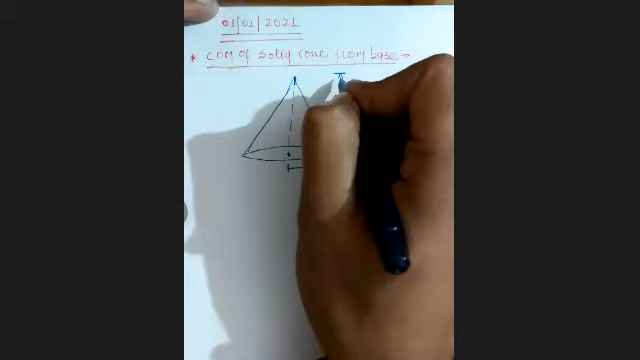 01/01/2021
* COM of solid cone from base →